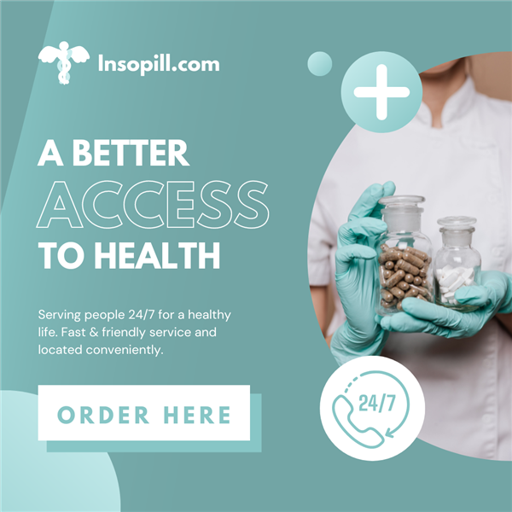 Insopill.com
A BETTER
ACCESS
TO HEALTH
Serving people 24/7 for a healthy
life. Fast & friendly service and
located conveniently.
ORDER HERE
24/7